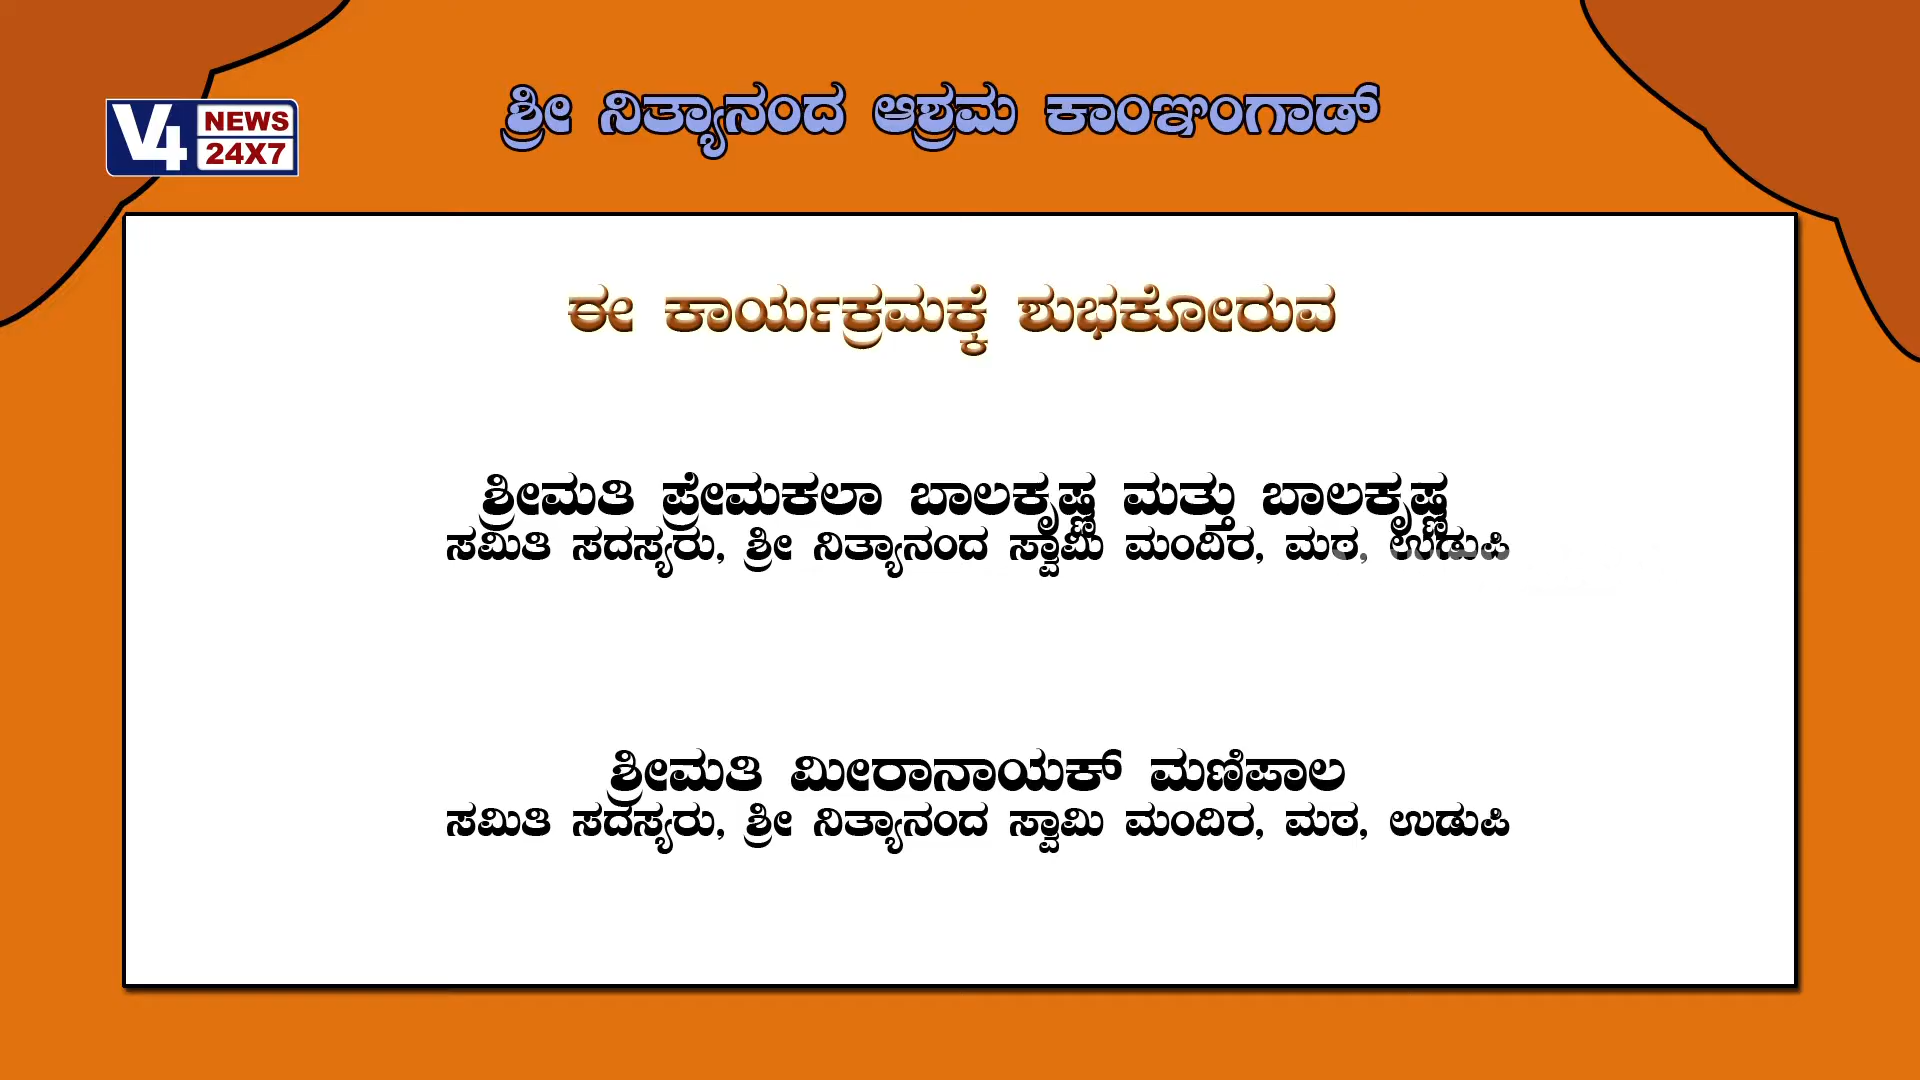 ಶ್ರೀ ನಿತ್ಯಾನಂದ ಆಶ್ರಮ ಕಾಂಞಂಗಾಡ್
V4 NEWS 24X7
ಈ ಕಾರ್ಯಕ್ರಮಕ್ಕೆ ಶುಭಕೋರುವ
ಶ್ರೀಮತಿ ಪ್ರೇಮಕಲಾ ಬಾಲಕೃಷ್ಣ ಮತ್ತು ಬಾಲಕೃಷ್ಣ
ಸಮಿತಿ ಸದಸ್ಯರು, ಶ್ರೀ ನಿತ್ಯಾನಂದ ಸ್ವಾಮಿ ಮಂದಿರ, ಮಠ, ಉಡುಪಿ
ಶ್ರೀಮತಿ ಮೀರಾನಾಯಕ್ ಮಣಿಪಾಲ
ಸಮಿತಿ ಸದಸ್ಯರು, ಶ್ರೀ ನಿತ್ಯಾನಂದ ಸ್ವಾಮಿ ಮಂದಿರ, ಮಠ, ಉಡುಪಿ